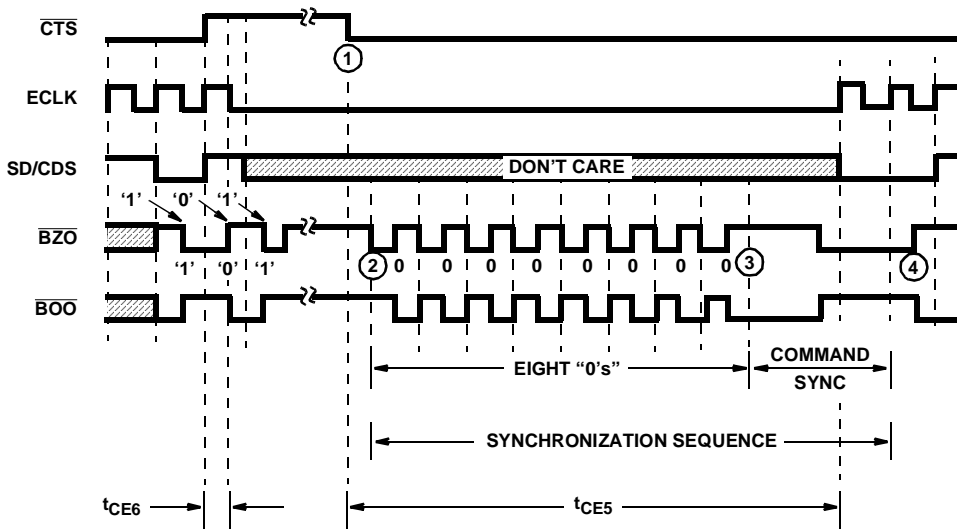 CTS
1
ECLK
SD/CDS
DON'T CARE
'1' '0' '1'
BZO
'1' '0' '1'
2 0 0 0 0 0 0 0 0 3 4
BOO
EIGHT "0's"
COMMAND
SYNC
SYNCHRONIZATION SEQUENCE
tCE6
tCE5